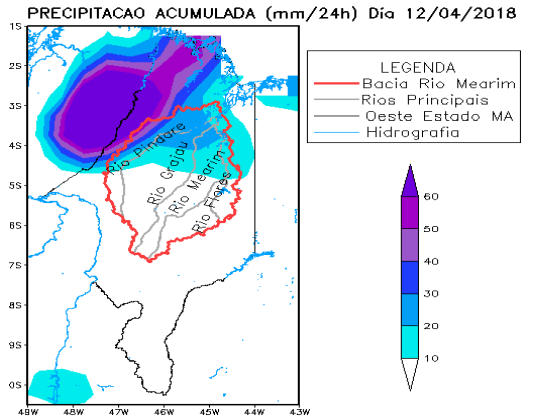 PRECIPITACAO ACUMULADA (mm/24h) Dia 12/04/2018
1S
2S
3S
4S
5S
6S
7S
8S
9S
0S
48W
48W
47W
46W
45W
44W
43W
Rio Pindare
Rio Grajau
Rio Mearim
Rio Flores
LEGENDA
Bacia Rio Mearim
Rios Principais
Oeste Estado MA
Hidrografia
60
50
40
30
20
10